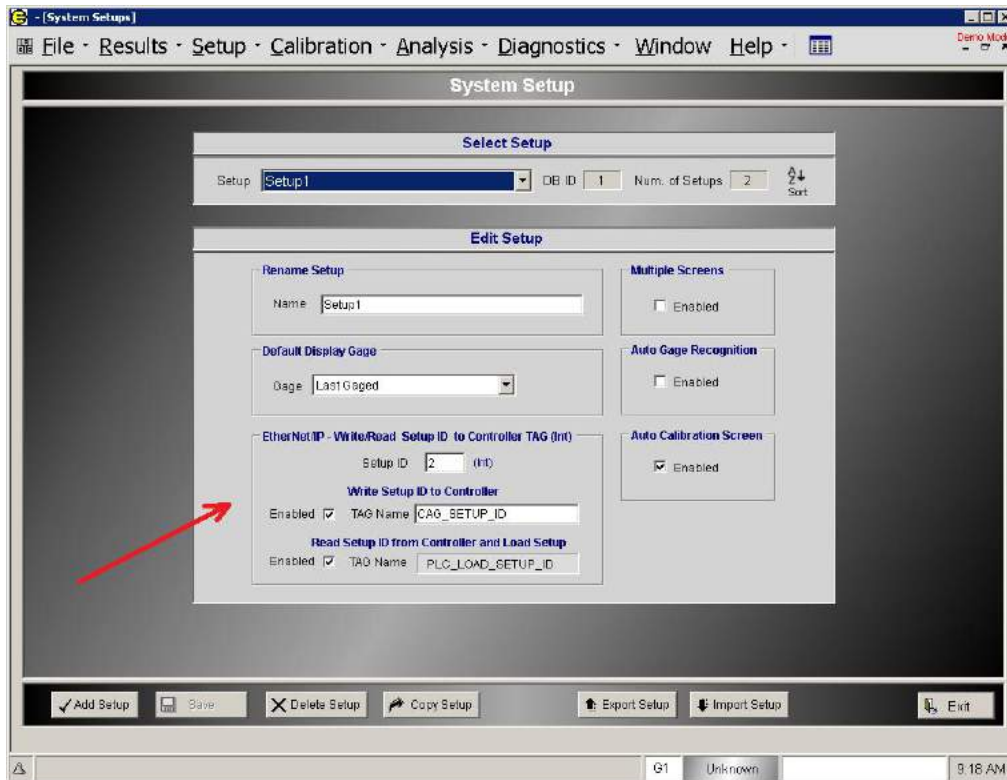 - [System Setups]
File - Results - Setup - Calibration - Analysis - Diagnostics - Window Help -
Demo Mode
System Setup
Select Setup
Setup Setup1 DB ID 1 Num. of Setups 2
Sort
Edit Setup
Rename Setup
Name Setup1
Multiple Screens
Enabled
Default Display Gage
Gage Last Gaged
Auto Gage Recognition
Enabled
EtherNet/IP - Write/Read Setup ID to Controller TAG (Int)
Setup ID 2 (Int)
Auto Calibration Screen
Enabled
Write Setup ID to Controller
Enabled TAG Name CAG_SETUP_ID
Read Setup ID from Controller and Load Setup
Enabled TAG Name PLC_LOAD_SETUP_ID
Add Setup Save Delete Setup Copy Setup Export Setup Import Setup Exit
G1 Unknown 9:18 AM